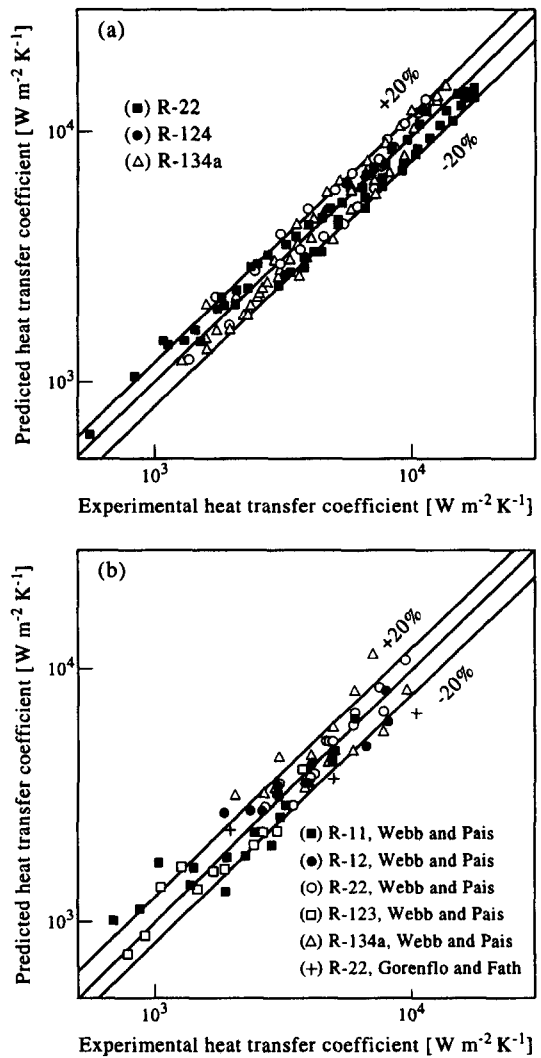 (a)
(■) R-22
(●) R-124
(△) R-134a
+20%
-20%
10⁴
10³
10³
10⁴
Predicted heat transfer coefficient [W m⁻² K⁻¹]
Experimental heat transfer coefficient [W m⁻² K⁻¹]
(b)
+20%
-20%
10⁴
10³
(■) R-11, Webb and Pais
(●) R-12, Webb and Pais
(○) R-22, Webb and Pais
(□) R-123, Webb and Pais
(△) R-134a, Webb and Pais
(+) R-22, Gorenflo and Fath
10³
10⁴
Predicted heat transfer coefficient [W m⁻² K⁻¹]
Experimental heat transfer coefficient [W m⁻² K⁻¹]